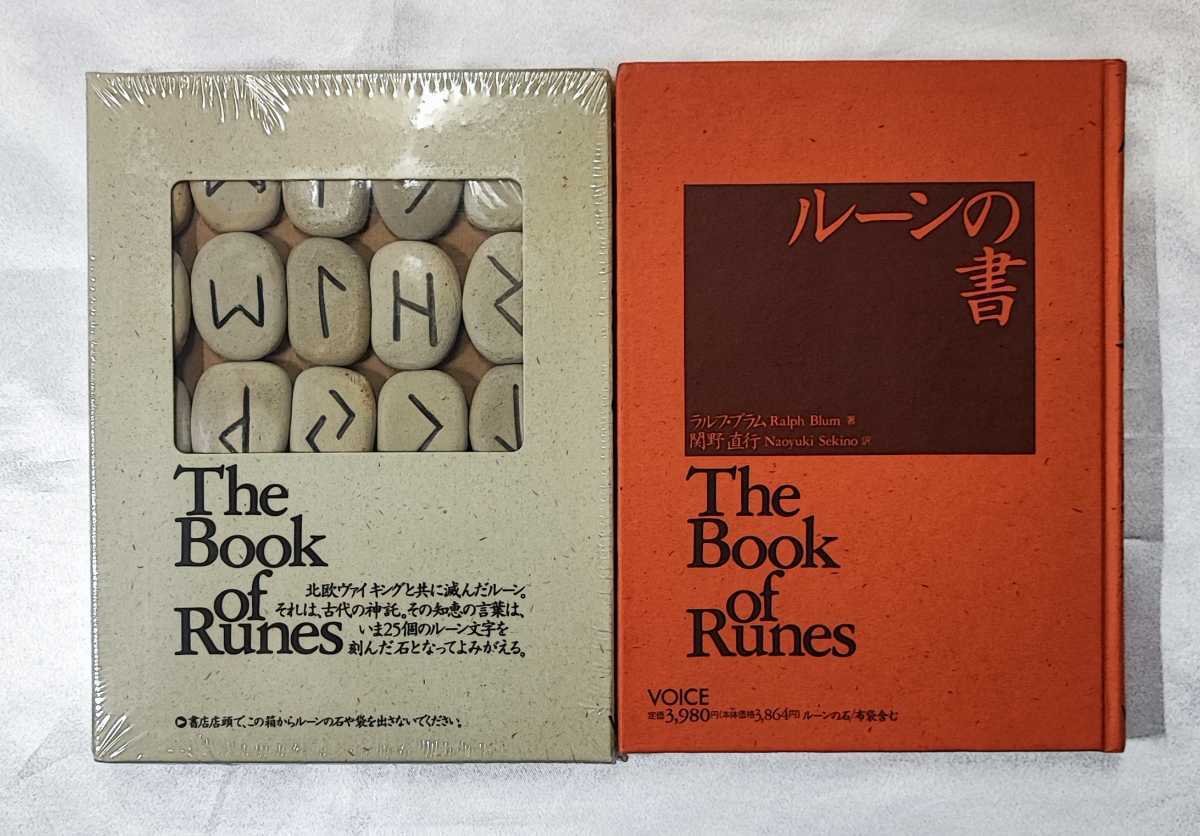 The
Book
of
Runes
北欧ヴァイキングと共に滅んだルーン。
それは、古代の神託。その知恵の言葉は、
いま25個のルーン文字を
刻んだ石となってよみがえる。
▶書店店頭で、この箱からルーンの石や袋を出さないでください。
ルーンの
書
ラルフ・ブラム Ralph Blum 著
関野直行 Naoyuki Sekino 訳
The
Book
of
Runes
VOICE
定価3,980円(本体価格3,864円) ルーンの石/布袋含む